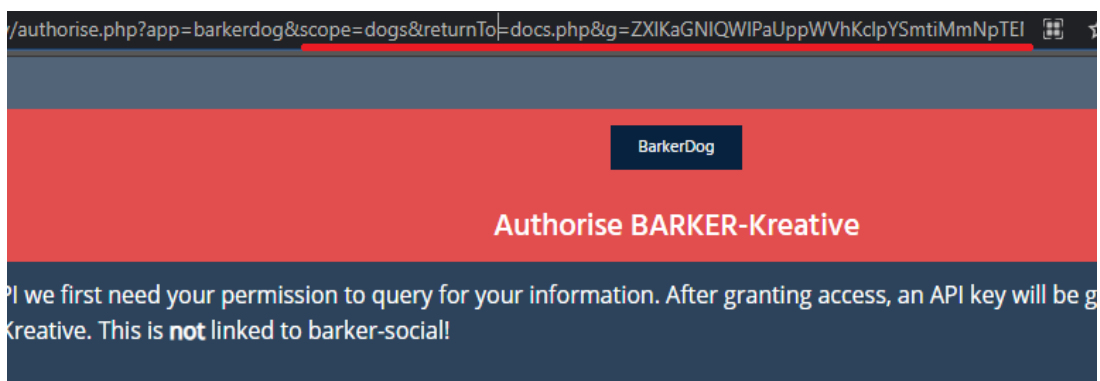 /authorise.php?app=barkerdog&scope=dogs&returnTo=docs.php&g=ZXlKaGNIQWlPaUppWVhKclpYSmtiMmNpTEl
BarkerDog
Authorise BARKER-Kreative
PI we first need your permission to query for your information. After granting access, an API key will be g
Kreative. This is not linked to barker-social!